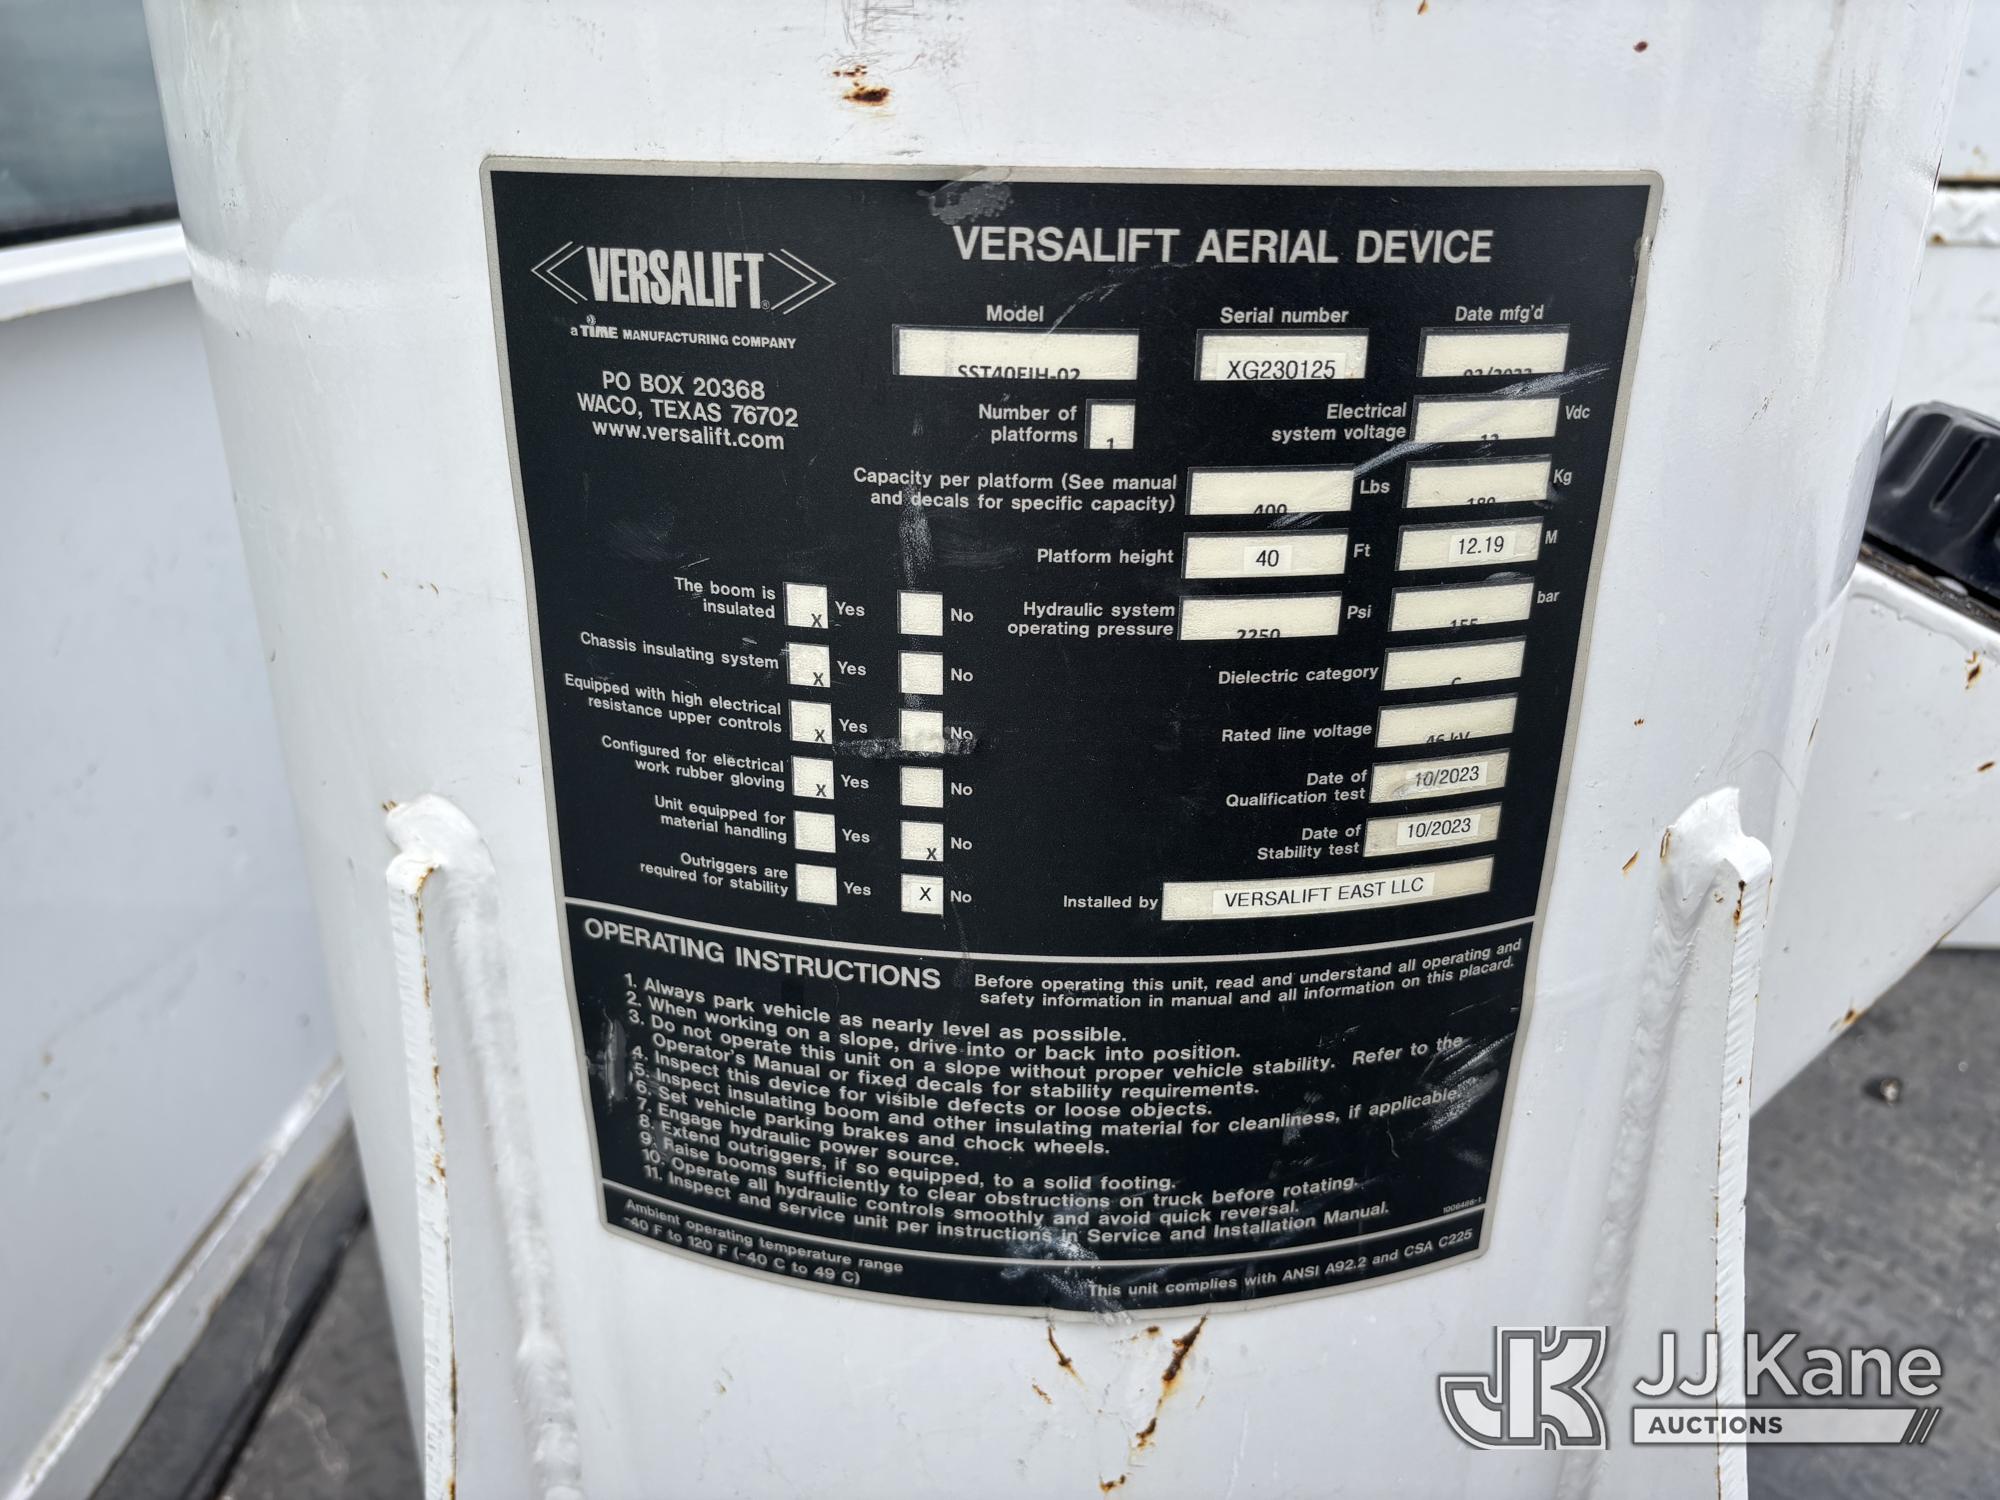 VERSALIFT®
a TIME MANUFACTURING COMPANY
PO BOX 20368
WACO, TEXAS 76702
www.versalift.com
VERSALIFT AERIAL DEVICE
Model
SST40EIH-02
Serial number
XG230125
Date mfg'd
Number of
platforms
1
Electrical
system voltage
12
Vdc
Capacity per platform (See manual
and decals for specific capacity)
400
Lbs
180
Kg
Platform height
40
Ft
12.19
M
Hydraulic system
operating pressure
2250
Psi
155
bar
Dielectric category
C
Rated line voltage
46 kV
Date of
Qualification test
10/2023
Date of
Stability test
10/2023
Installed by
VERSALIFT EAST LLC
The boom is
insulated
X Yes
No
Chassis insulating system
X Yes
No
Equipped with high electrical
resistance upper controls
X Yes
No
Configured for electrical
work rubber gloving
X Yes
No
Unit equipped for
material handling
Yes
X No
Outriggers are
required for stability
Yes
X No
OPERATING INSTRUCTIONS
Before operating this unit, read and understand all operating and
safety information in manual and all information on this placard.
1. Always park vehicle as nearly level as possible.
2. When working on a slope, drive into or back into position.
3. Do not operate this unit on a slope without proper vehicle stability. Refer to the
Operator's Manual or fixed decals for stability requirements.
4. Inspect this device for visible defects or loose objects.
5. Inspect insulating boom and other insulating material for cleanliness, if applicable.
6. Set vehicle parking brakes and chock wheels.
7. Engage hydraulic power source.
8. Extend outriggers, if so equipped, to a solid footing.
9. Raise booms sufficiently to clear obstructions on truck before rotating.
10. Operate all hydraulic controls smoothly and avoid quick reversal.
11. Inspect and service unit per instructions in Service and Installation Manual.
1006486-1
Ambient operating temperature range
-40 F to 120 F (-40 C to 49 C)
This unit complies with ANSI A92.2 and CSA C225
JK JJ Kane
AUCTIONS